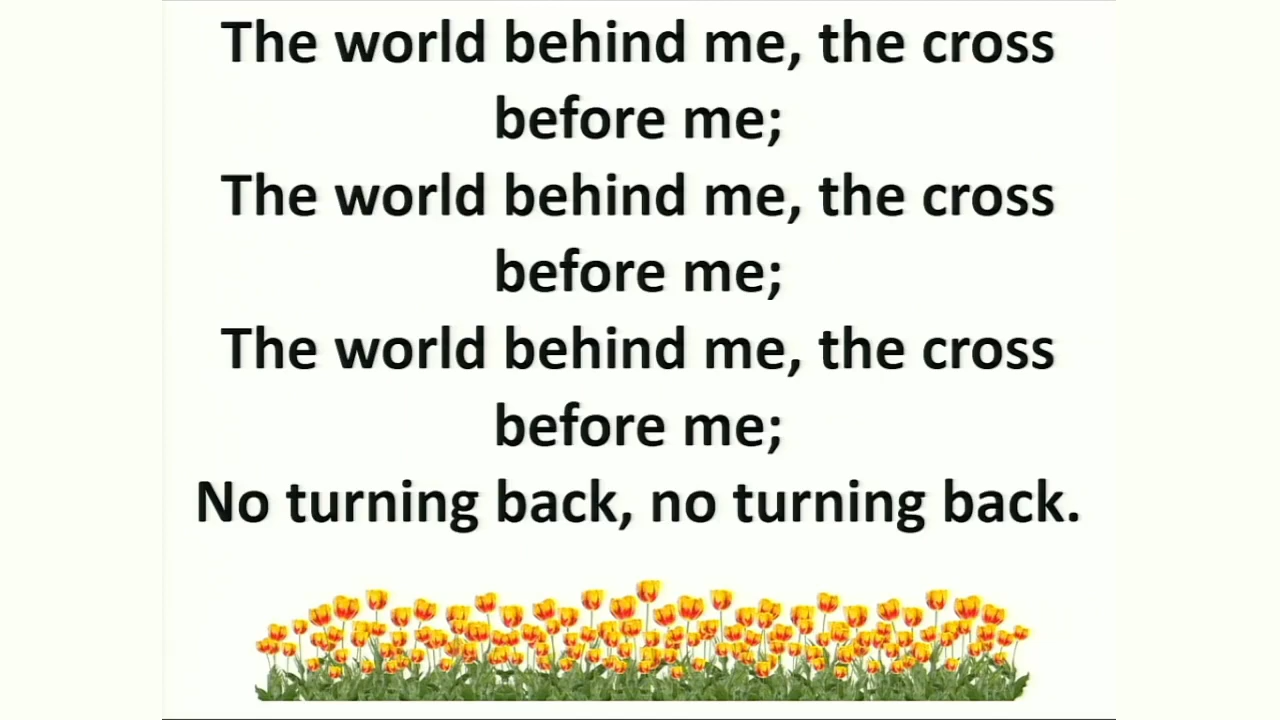 The world behind me, the cross
before me;
The world behind me, the cross
before me;
The world behind me, the cross
before me;
No turning back, no turning back.